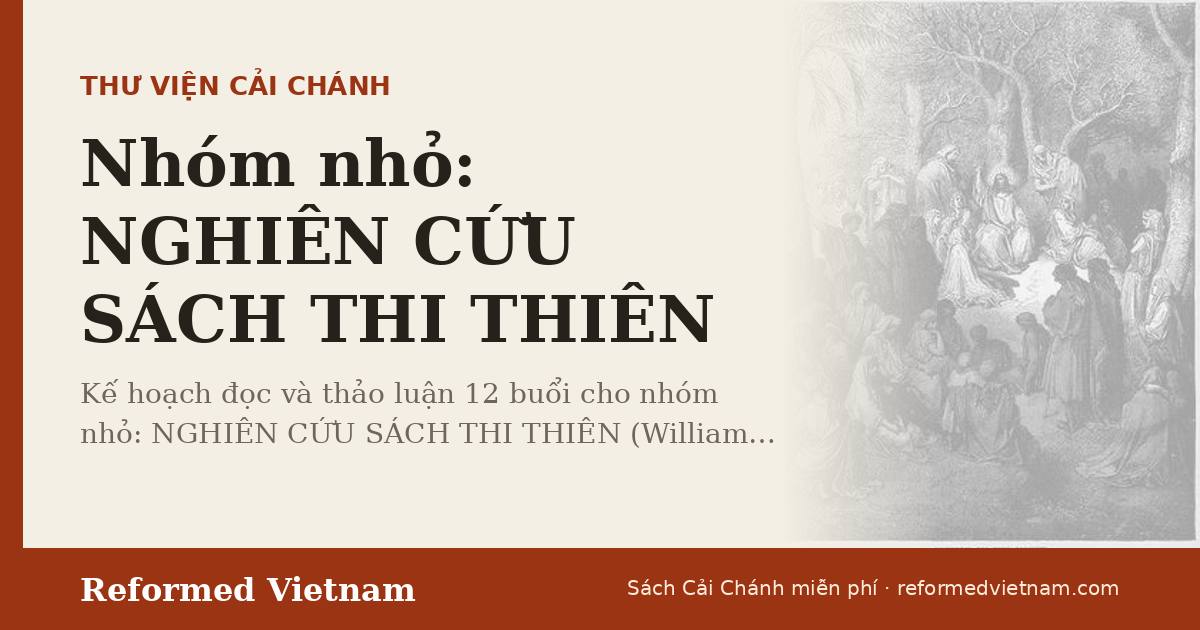 THƯ VIỆN CẢI CHÁNH
Nhóm nhỏ:
NGHIÊN CỨU
SÁCH THI THIÊN
Kế hoạch đọc và thảo luận 12 buổi cho nhóm
nhỏ: NGHIÊN CỨU SÁCH THI THIÊN (William...
Reformed Vietnam
Sách Cải Chánh miễn phí · reformedvietnam.com